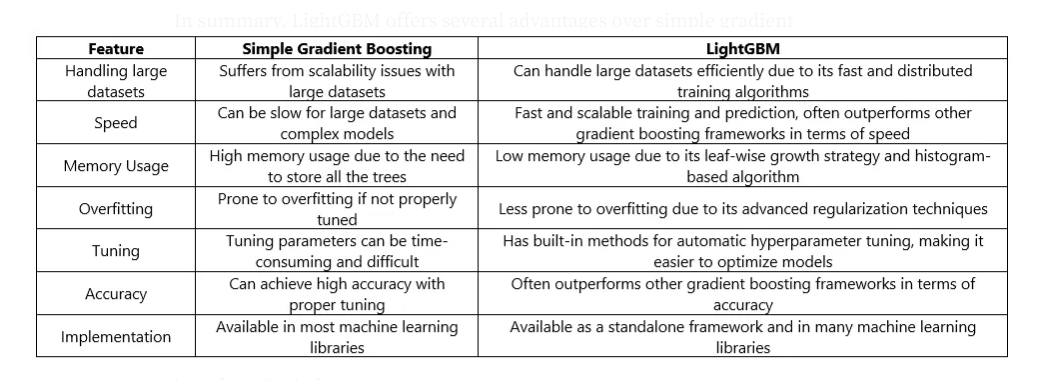 In summary, LightGBM offers several advantages over simple gradient
Feature Simple Gradient Boosting LightGBM
Handling large Suffers from scalability issues with Can handle large datasets efficiently due to its fast and distributed
datasets large datasets training algorithms
Speed Can be slow for large datasets and Fast and scalable training and prediction, often outperforms other
complex models gradient boosting frameworks in terms of speed
Memory Usage High memory usage due to the need Low memory usage due to its leaf-wise growth strategy and histogram-
to store all the trees based algorithm
Overfitting Prone to overfitting if not properly Less prone to overfitting due to its advanced regularization techniques
tuned
Tuning Tuning parameters can be time- Has built-in methods for automatic hyperparameter tuning, making it
consuming and difficult easier to optimize models
Accuracy Can achieve high accuracy with Often outperforms other gradient boosting frameworks in terms of
proper tuning accuracy
Implementation Available in most machine learning Available as a standalone framework and in many machine learning
libraries libraries